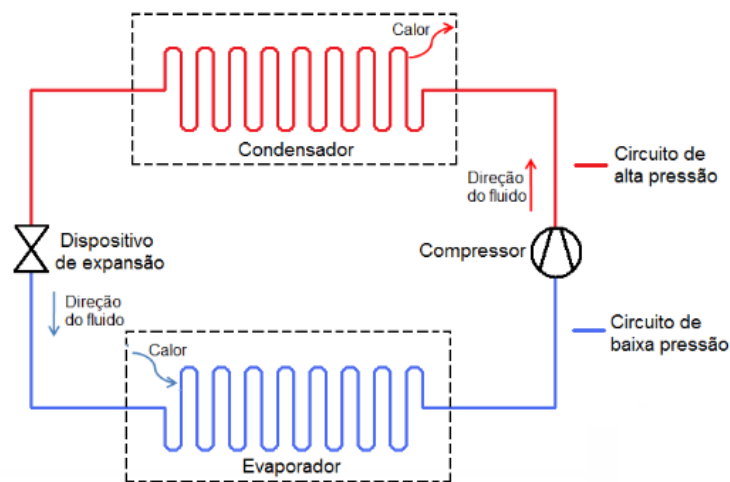 Calor
Condensador
Direção
do fluido
Circuito de
alta pressão
Dispositivo
de expansão
Compressor
Direção
do fluido
Circuito de
baixa pressão
Calor
Evaporador